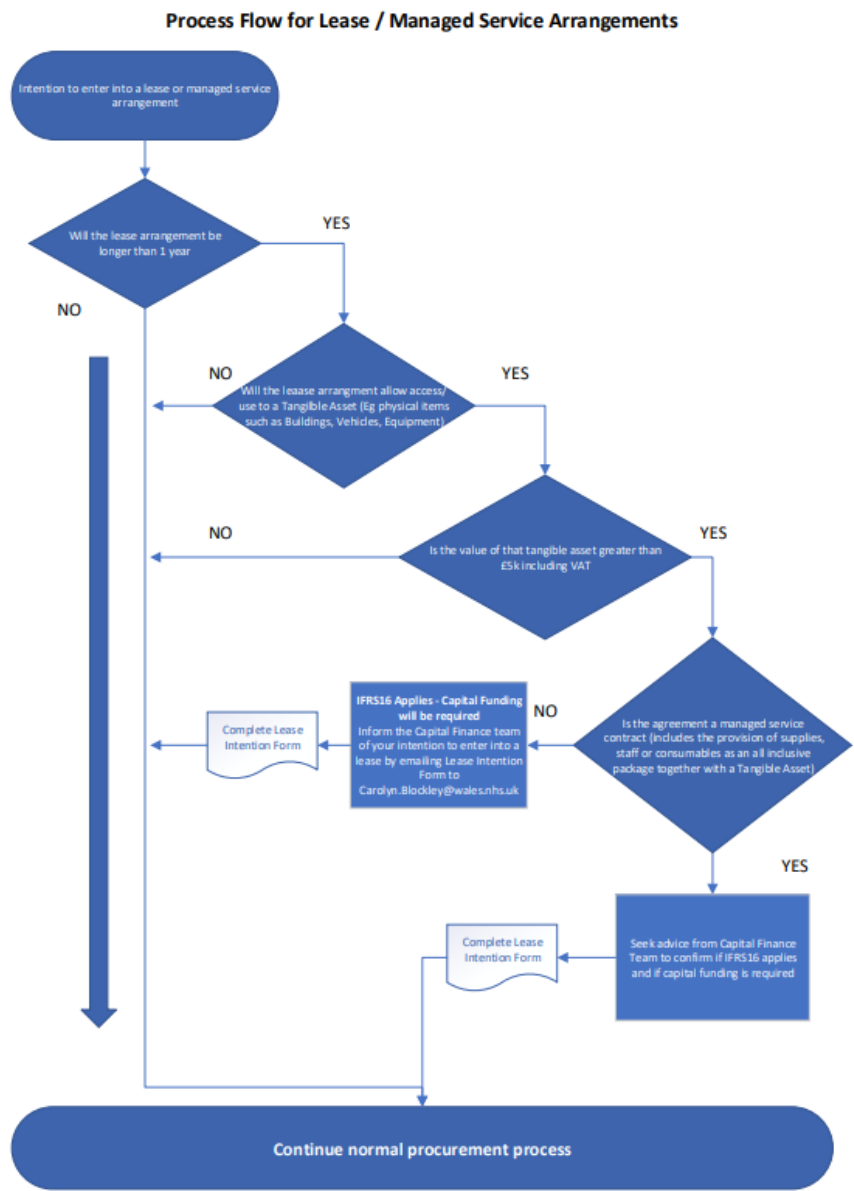 Process Flow for Lease / Managed Service Arrangements
Intention to enter into a lease or managed service
arrangement
Will the lease arrangement be
longer than 1 year
YES
NO
NO
Will the leaase arrangment allow access/
use to a Tangible Asset (Eg physical items
such as Buildings, Vehicles, Equipment)
YES
NO
Is the value of that tangible asset greater than
£5k including VAT
YES
Is the agreement a managed service
contract (includes the provision of supplies,
staff or consumables as an all inclusive
package together with a Tangible Asset)
NO
IFRS16 Applies - Capital Funding
will be required
Inform the Capital Finance team
of your intention to enter into a
lease by emailing Lease Intention
Form to
Carolyn.Blockley@wales.nhs.uk
Complete Lease
Intention Form
YES
Seek advice from Capital Finance
Team to confirm if IFRS16 applies
and if capital funding is required
Complete Lease
Intention Form
Continue normal procurement process